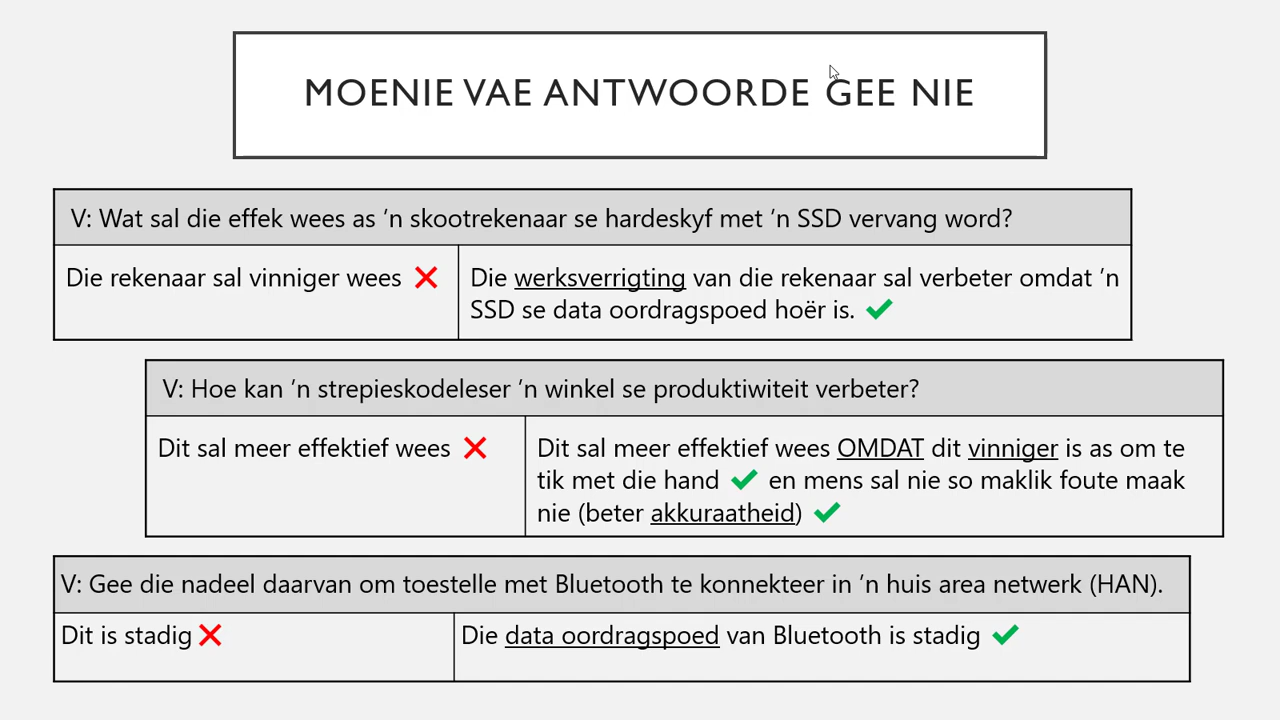 MOENIE VAE ANTWOORDE GEE NIE
V: Wat sal die effek wees as ’n skootrekenaar se hardeskyf met ’n SSD vervang word?
Die rekenaar sal vinniger wees ❌
Die werksverrigting van die rekenaar sal verbeter omdat ’n
SSD se data oordragspoed hoër is. ✔
V: Hoe kan ’n strepieskodeleser ’n winkel se produktiwiteit verbeter?
Dit sal meer effektief wees ❌
Dit sal meer effektief wees OMDAT dit vinniger is as om te
tik met die hand ✔ en mens sal nie so maklik foute maak
nie (beter akkuraatheid) ✔
V: Gee die nadeel daarvan om toestelle met Bluetooth te konnekteer in ’n huis area netwerk (HAN).
Dit is stadig ❌
Die data oordragspoed van Bluetooth is stadig ✔